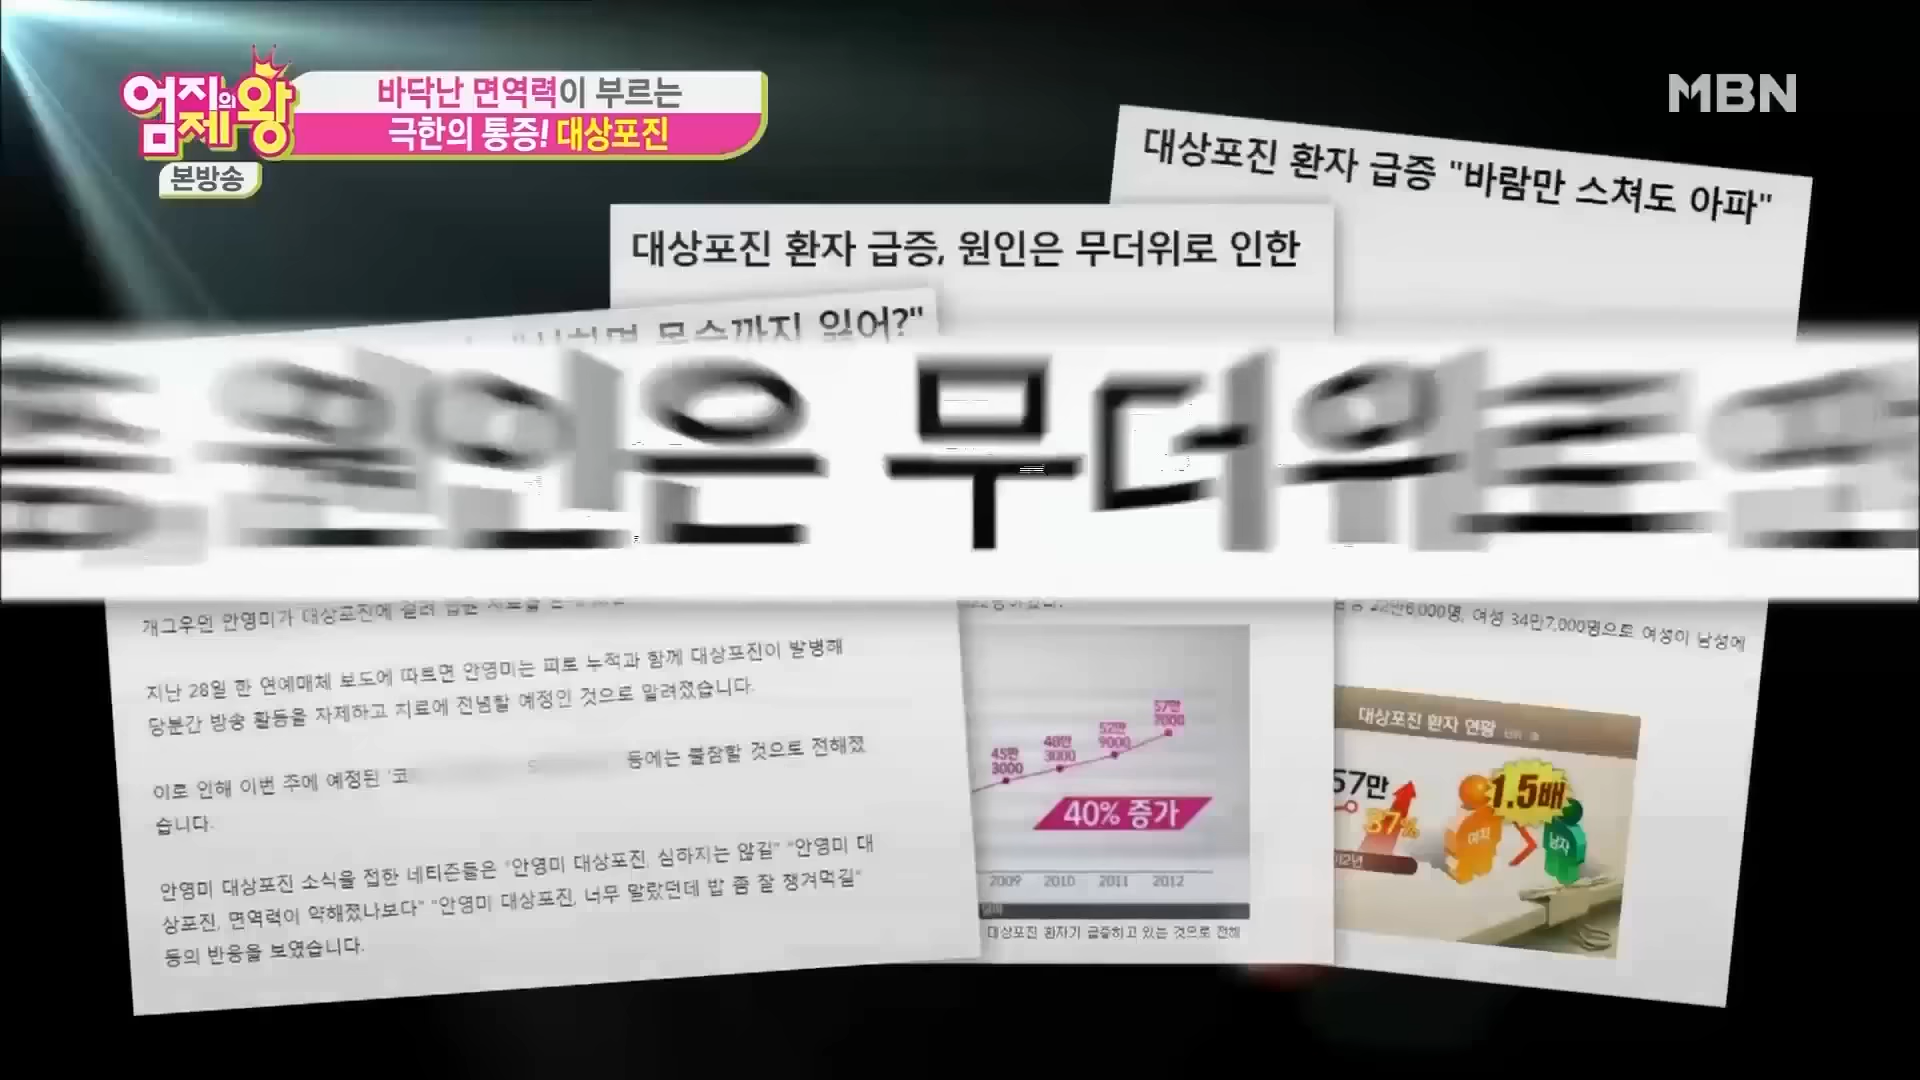 엄지의 제왕
본방송
바닥난 면역력이 부르는
극한의 통증! 대상포진
MBN
대상포진 환자 급증 "바람만 스쳐도 아파"
대상포진 환자 급증, 원인은 무더위로 인한
목숨까지 잃어?"
원인은 무더위로
개그우먼 안영미가 대상포진에 걸려
지난 28일 한 연예매체 보도에 따르면 안영미는 피로 누적과 함께 대상포진이 발병해
당분간 방송 활동을 자제하고 치료에 전념할 예정인 것으로 알려졌습니다.
이로 인해 이번 주에 예정된 '코
등에는 불참할 것으로 전해졌
습니다.
안영미 대상포진 소식을 접한 네티즌들은 "안영미 대상포진, 심하지는 않길" "안영미 대
상포진, 면역력이 약해졌나보다" "안영미 대상포진, 너무 말랐던데 밥 좀 잘 챙겨먹길"
등의 반응을 보였습니다.
45만 3000
48만 3000
52만 9000
57만 7000
40% 증가
2009 2010 2011 2012
대상포진 환자가 급증하고 있는 것으로 전해
22만6,000명, 여성 34만7,000명으로 여성이 남성에
대상포진 환자 현황
57만
37%
여자
1.5배
남자